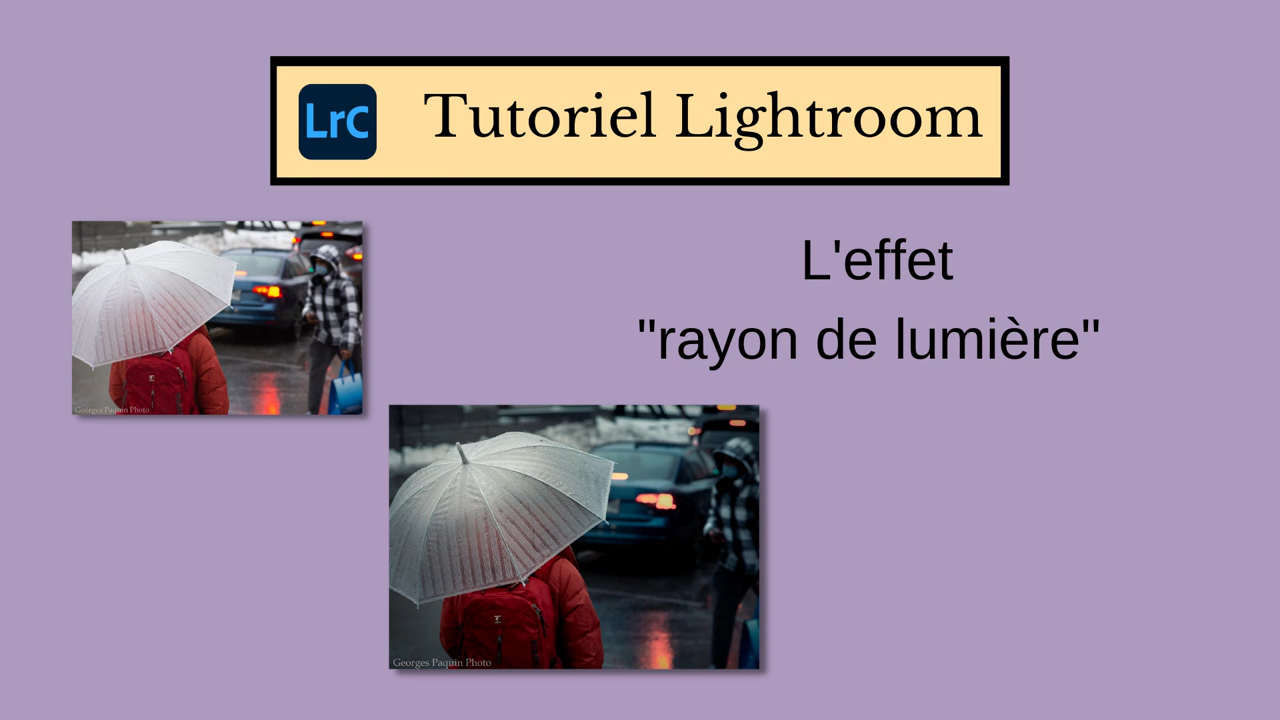 LrC Tutoriel Lightroom
L'effet
"rayon de lumière"
Georges Paquin Photo
Georges Paquin Photo